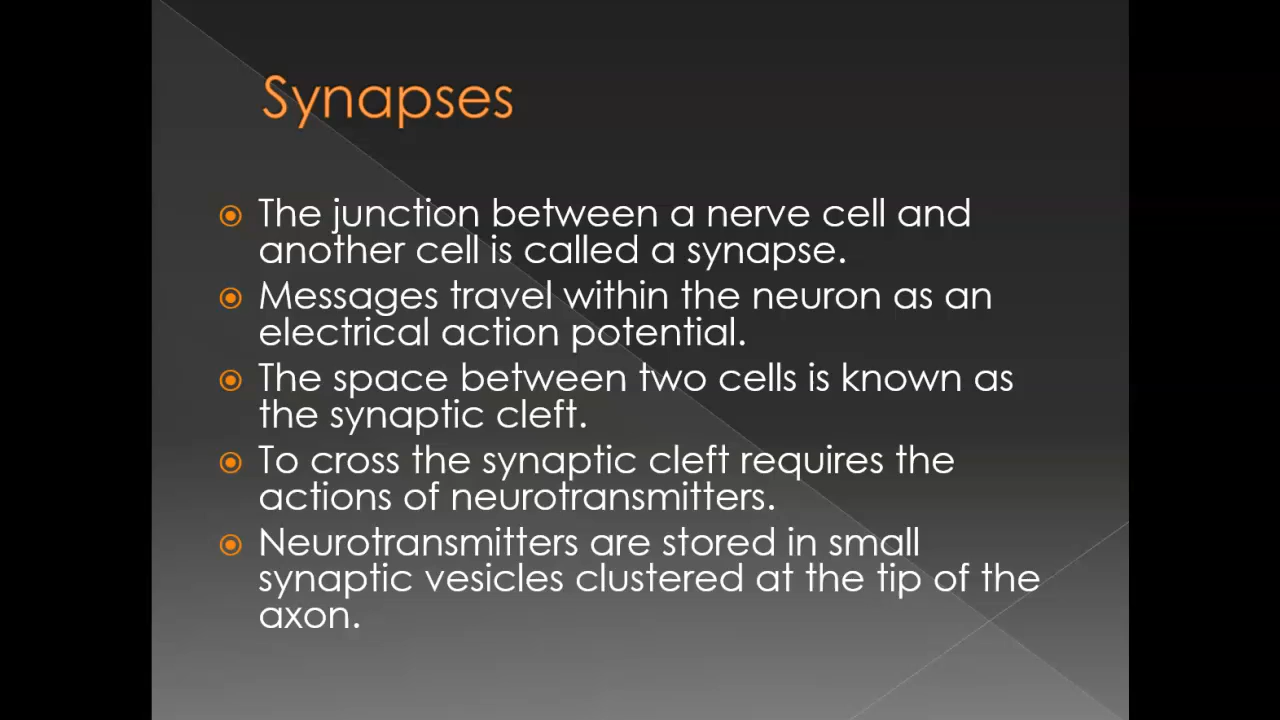 Synapses
The junction between a nerve cell and
another cell is called a synapse.
Messages travel within the neuron as an
electrical action potential.
The space between two cells is known as
the synaptic cleft.
To cross the synaptic cleft requires the
actions of neurotransmitters.
Neurotransmitters are stored in small
synaptic vesicles clustered at the tip of the
axon.